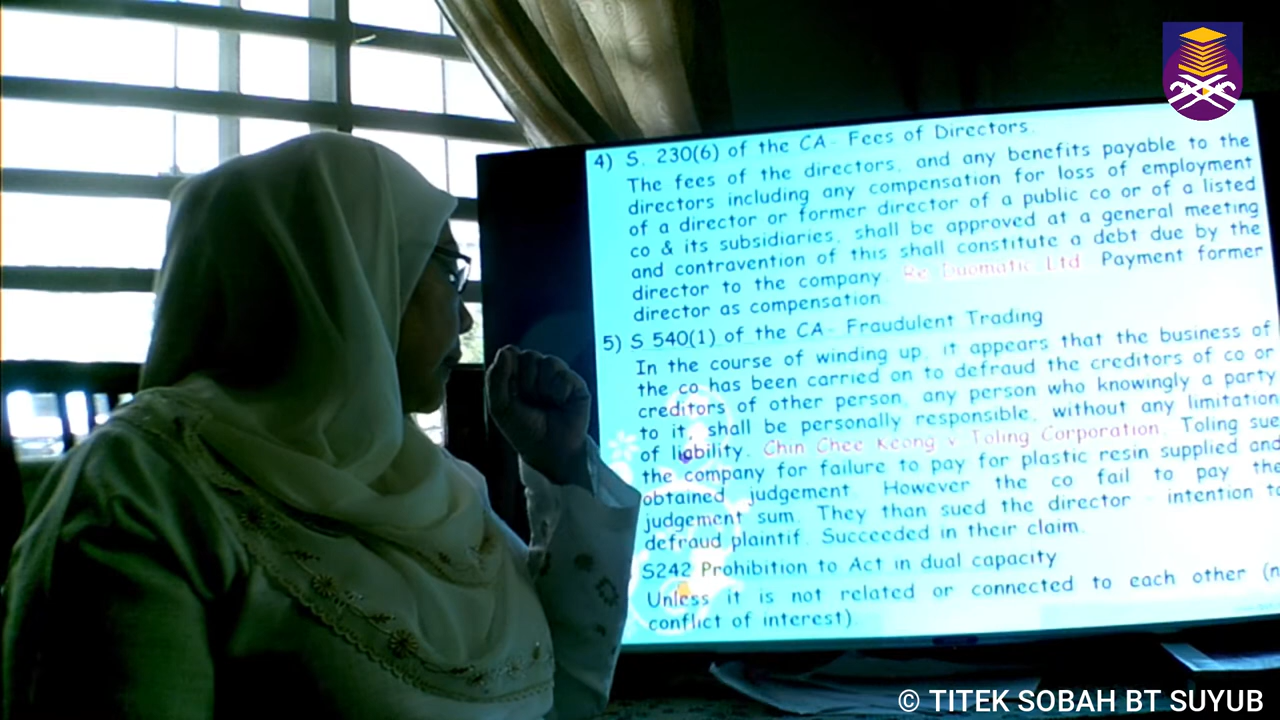 4) S. 230(6) of the CA- Fees of Directors.
The fees of the directors, and any benefits payable to the
directors including any compensation for loss of employment
of a director or former director of a public co or of a listed
co & its subsidiaries, shall be approved at a general meeting
and contravention of this shall constitute a debt due by the
director to the company. Re Duomatic Ltd. Payment former
director as compensation.
5) S 540(1) of the CA- Fraudulent Trading
In the course of winding up, it appears that the business of
the co has been carried on to defraud the creditors of co or
creditors of other person, any person who knowingly a party
to it, shall be personally responsible, without any limitation
of liability. Chin Chee Keong v Toling Corporation. Toling sue
the company for failure to pay for plastic resin supplied and
obtained judgement. However the co fail to pay the
judgement sum. They than sued the director - intention to
defraud plaintif. Succeeded in their claim.
S242 Prohibition to Act in dual capacity
Unless it is not related or connected to each other (n
conflict of interest)
© TITEK SOBAH BT SUYUB